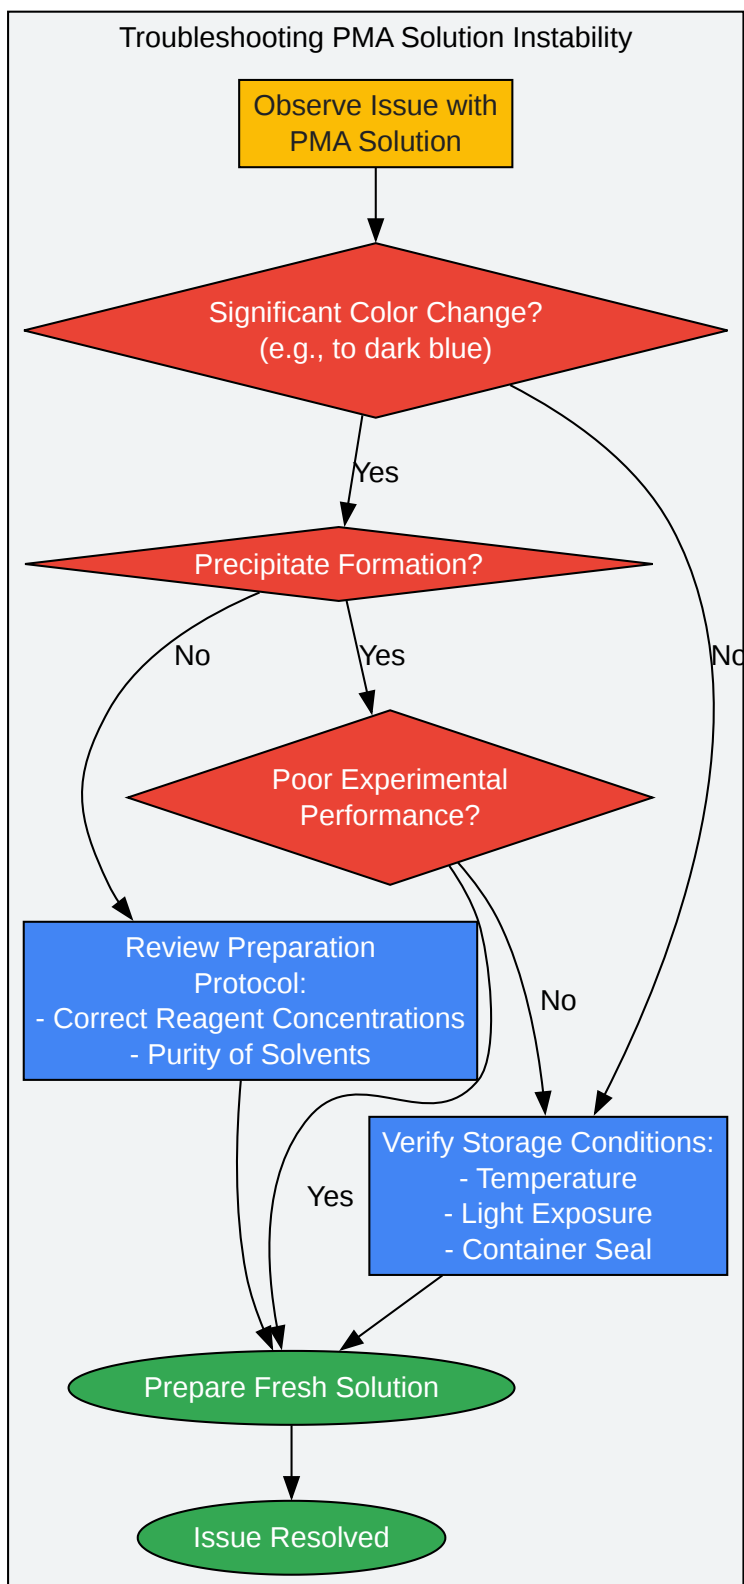 Troubleshooting PMA Solution Instability
Observe Issue with
PMA Solution
Significant Color Change?
(e.g., to dark blue)
Yes
Precipitate Formation?
No
Yes
No
Poor Experimental
Performance?
Review Preparation
Protocol:
- Correct Reagent Concentrations
- Purity of Solvents
No
Verify Storage Conditions:
- Temperature
- Light Exposure
- Container Seal
Yes
Prepare Fresh Solution
Issue Resolved